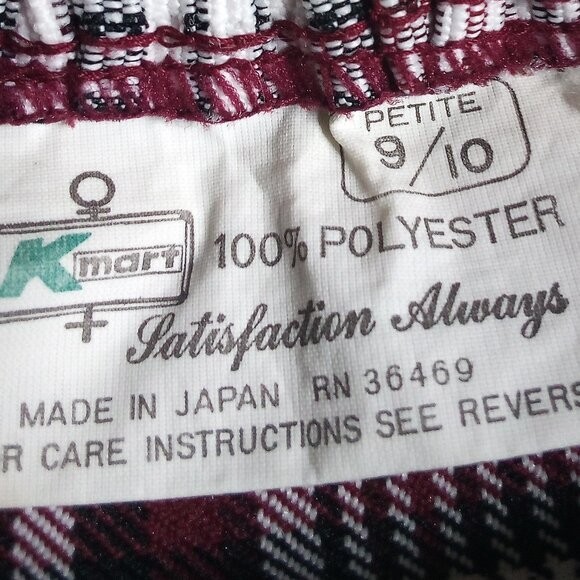 PETITE
9/10
Kmart
100% POLYESTER
Satisfaction Always
MADE IN JAPAN RN 36469
R CARE INSTRUCTIONS SEE REVERS